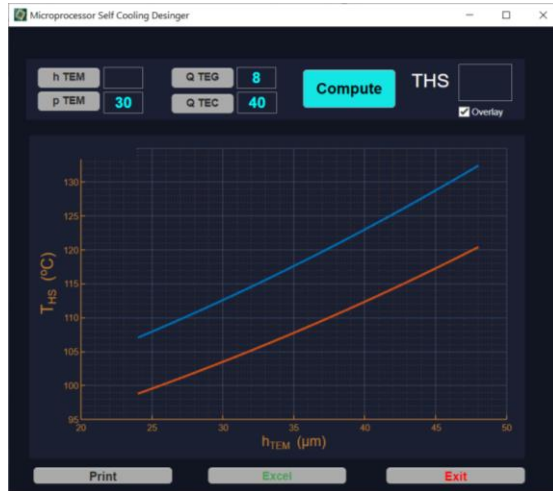 Microprocessor Self Cooling Desinger
h TEM
Q TEG 8
p TEM 30
Q TEC 40
Compute
THS
Overlay
130
125
120
115
110
105
100
95
THS (ºC)
20 25 30 35 40 45 50
hTEM (μm)
Print Excel Exit